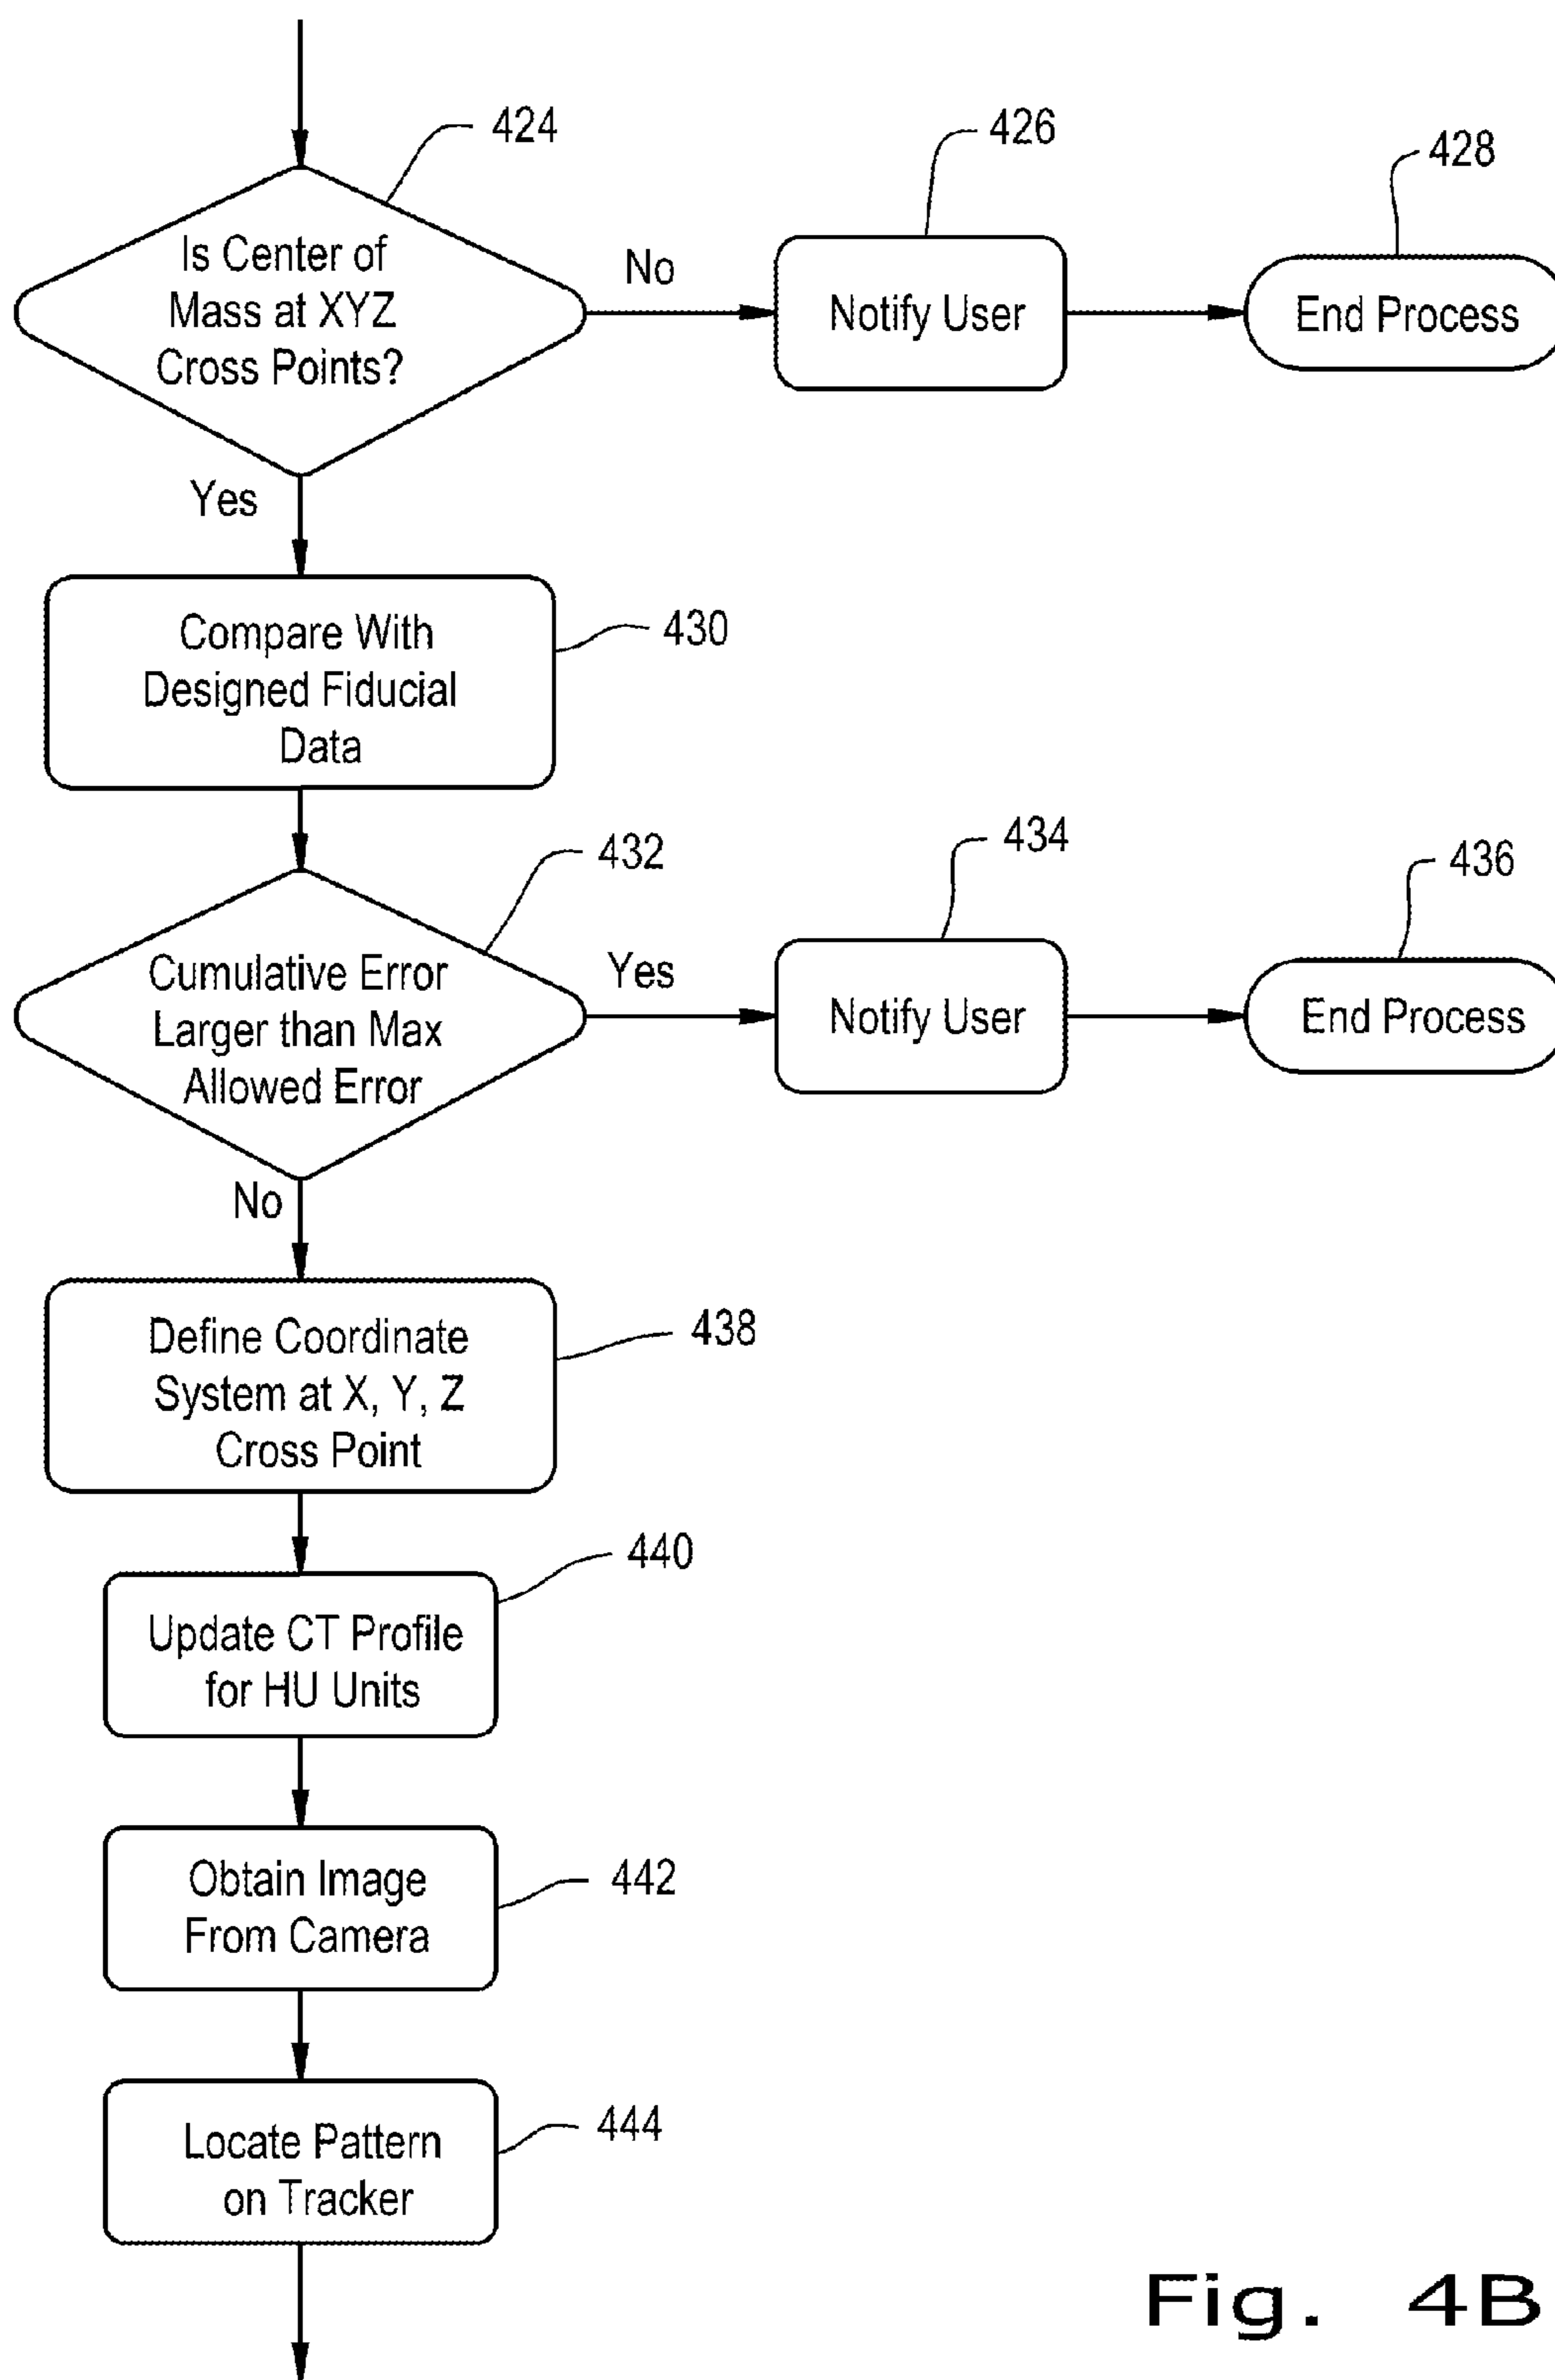 424
Is Center of
Mass at XYZ
Cross Points?
No
426
Notify User
428
End Process
Yes
430
Compare With
Designed Fiducial
Data
432
Cumulative Error
Larger than Max
Allowed Error
Yes
434
Notify User
436
End Process
No
438
Define Coordinate
System at X, Y, Z
Cross Point
440
Update CT Profile
for HU Units
442
Obtain Image
From Camera
444
Locate Pattern
on Tracker
Fig. 4B